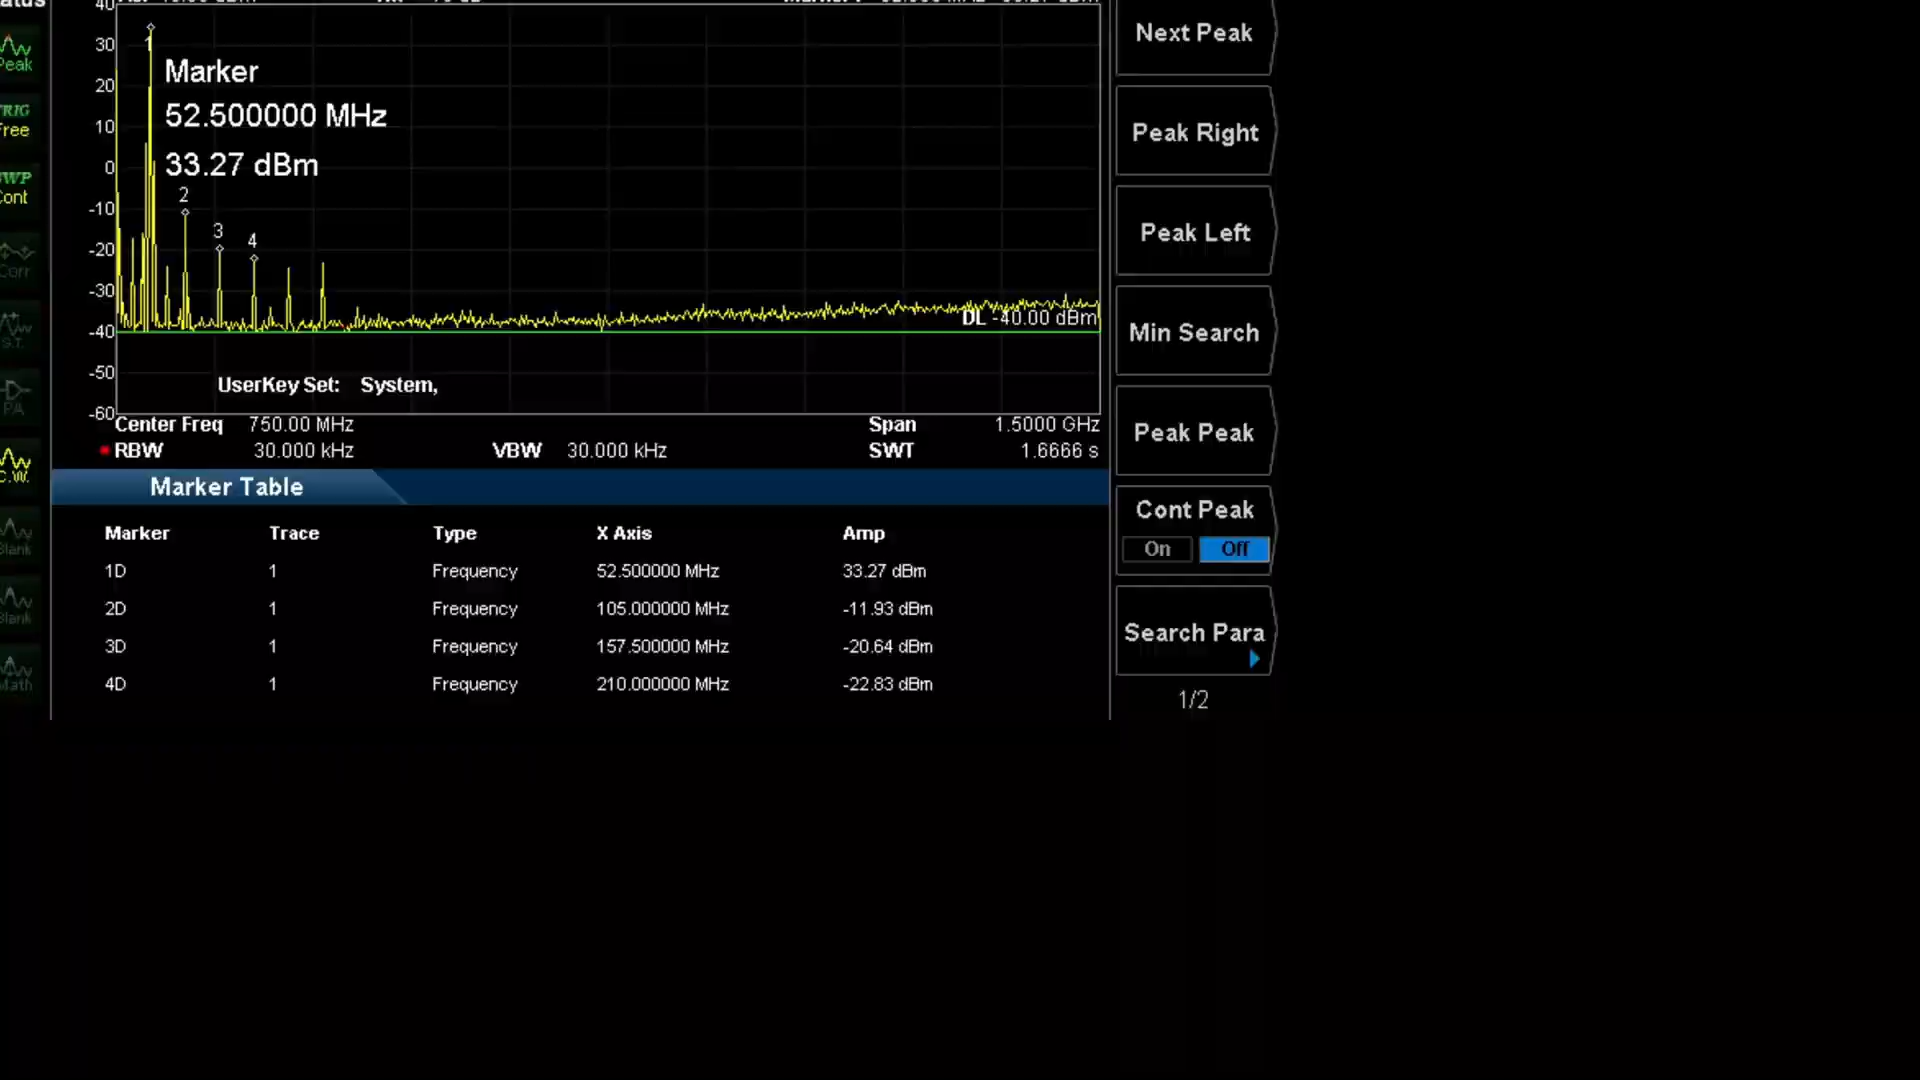 40
30
20
10
0
-10
-20
-30
-40
-50
-60
Peak
Free
Cont
Corr
PA
Blank
Blank
Math
1
Marker
52.500000 MHz
33.27 dBm
2
3
4
DL -40.00 dBm
UserKey Set: System,
Center Freq 750.00 MHz Span 1.5000 GHz
RBW 30.000 kHz VBW 30.000 kHz SWT 1.6666 s
Marker Table
Marker Trace Type X Axis Amp
1D 1 Frequency 52.500000 MHz 33.27 dBm
2D 1 Frequency 105.000000 MHz -11.93 dBm
3D 1 Frequency 157.500000 MHz -20.64 dBm
4D 1 Frequency 210.000000 MHz -22.83 dBm
Next Peak
Peak Right
Peak Left
Min Search
Peak Peak
Cont Peak
On Off
Search Para
1/2